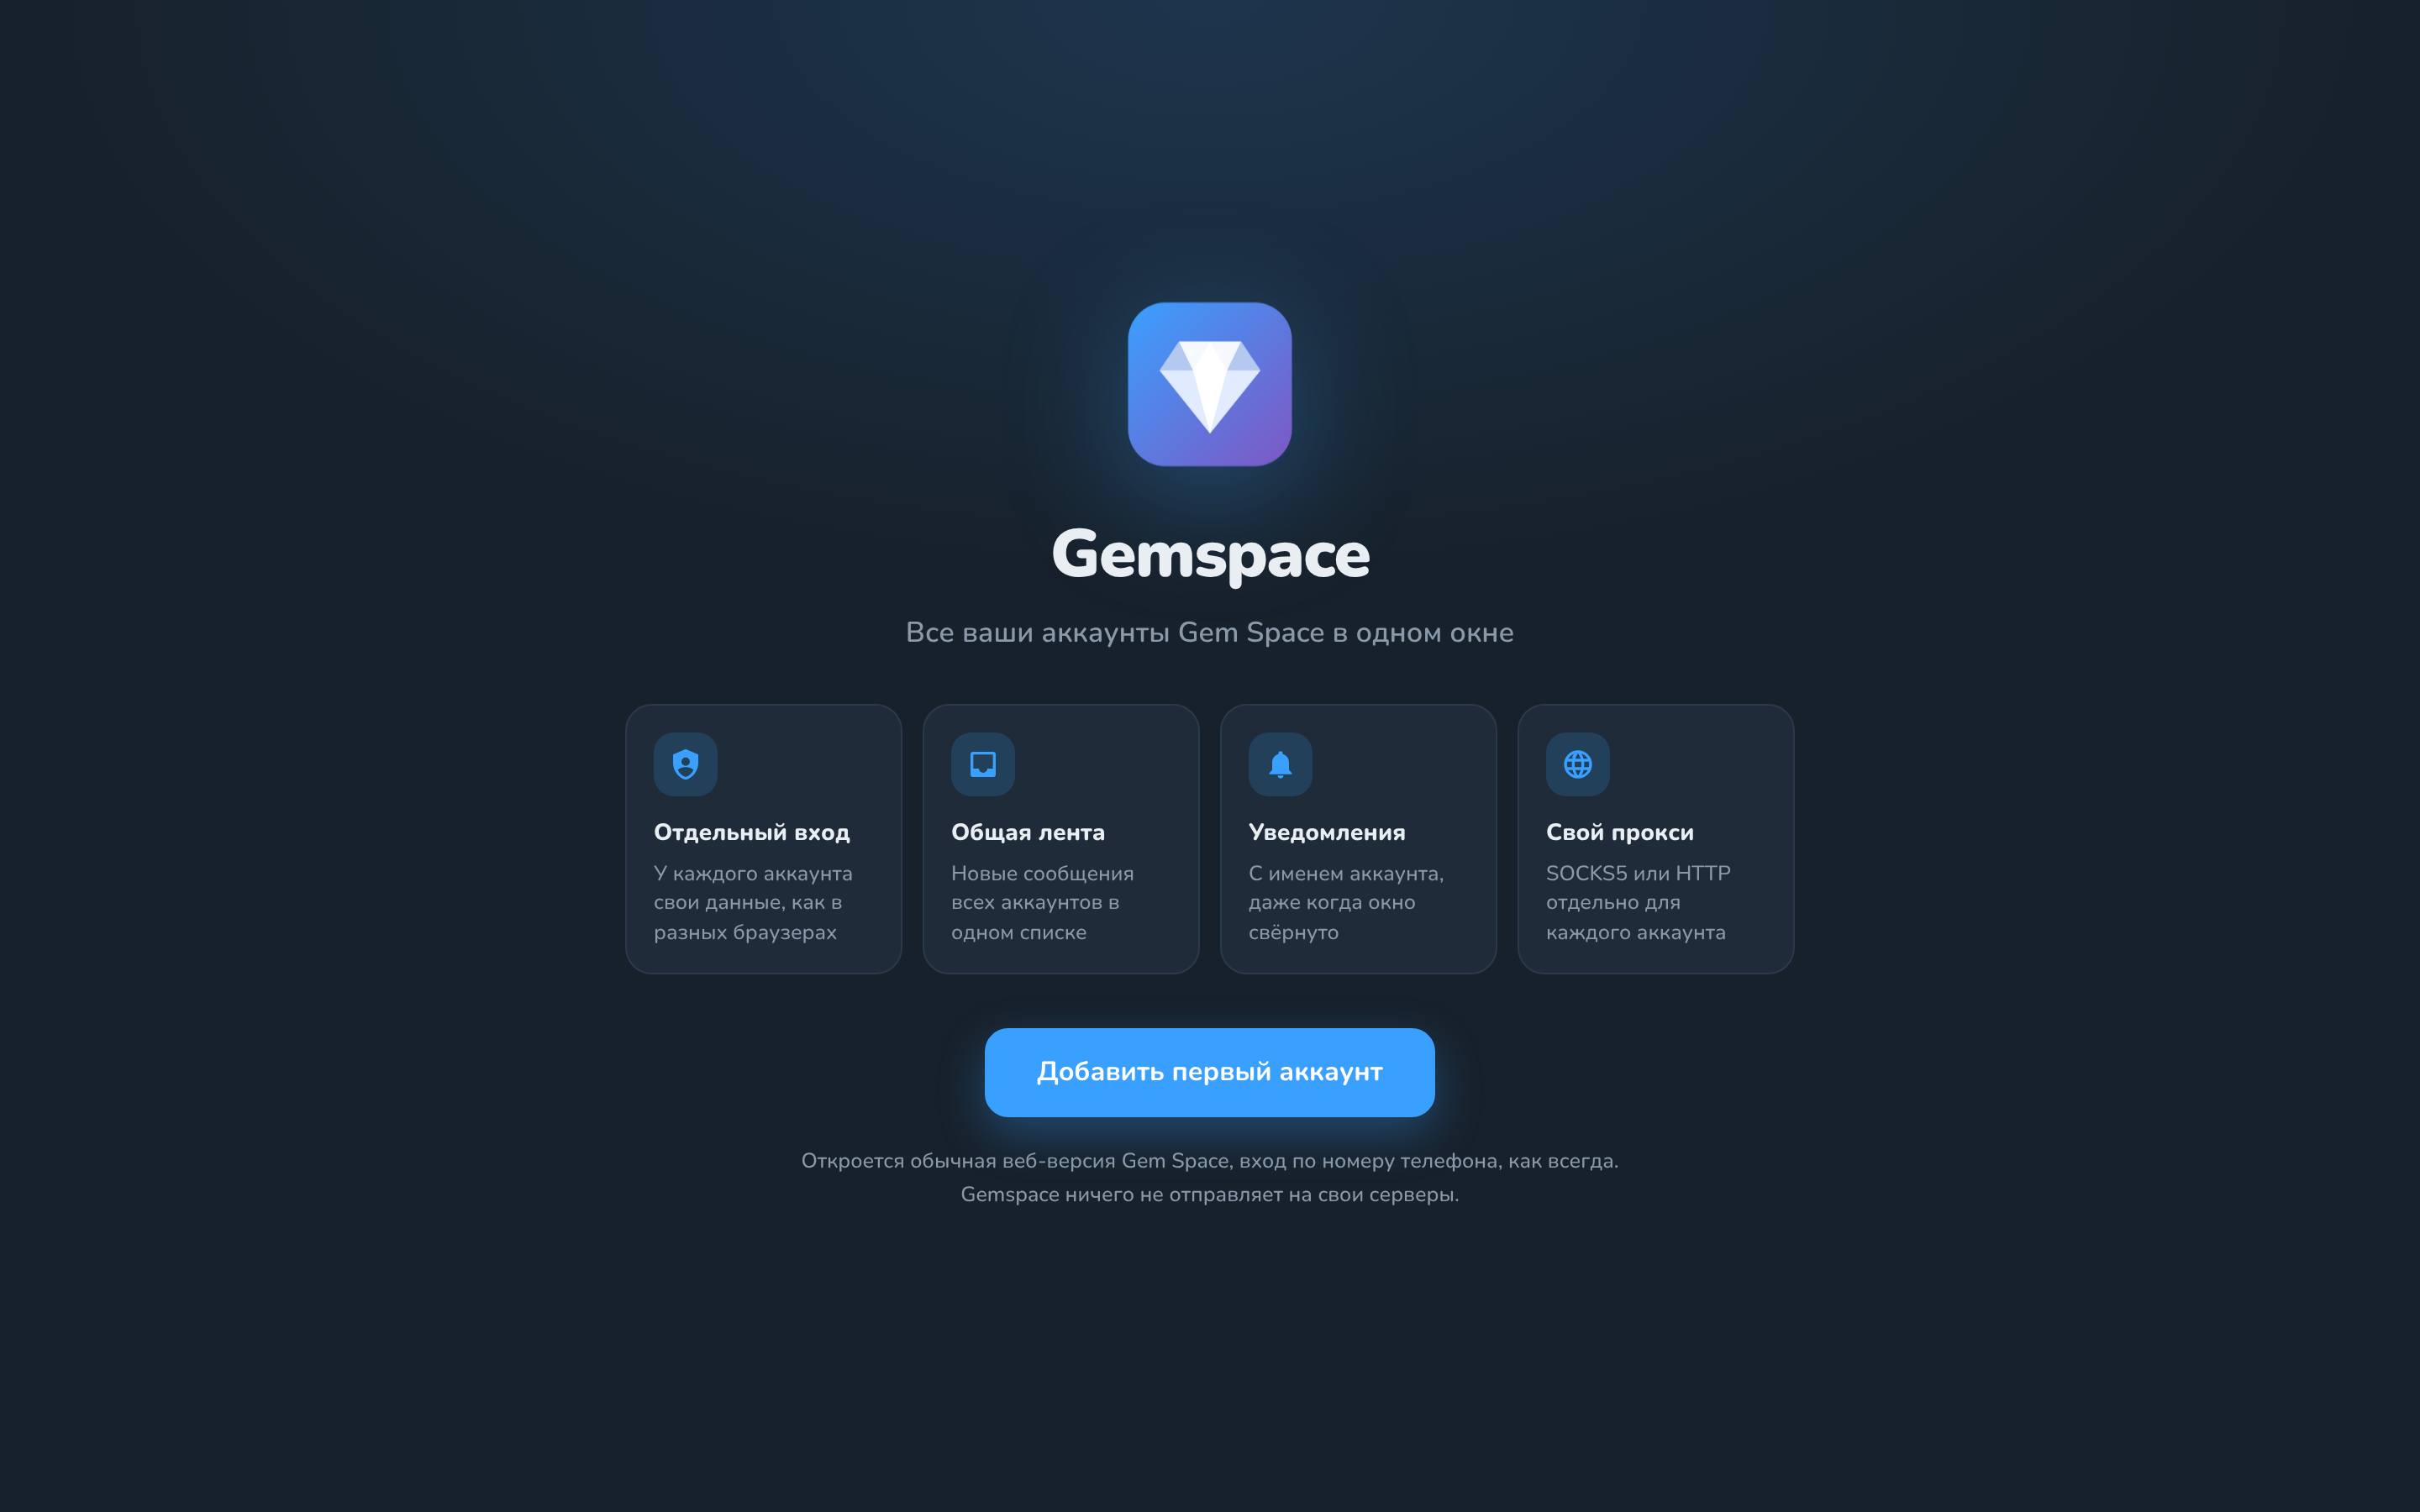 Gemspace
Все ваши аккаунты Gem Space в одном окне
Отдельный вход
У каждого аккаунта
свои данные, как в
разных браузерах
Общая лента
Новые сообщения
всех аккаунтов в
одном списке
Уведомления
С именем аккаунта,
даже когда окно
свёрнуто
Свой прокси
SOCKS5 или HTTP
отдельно для
каждого аккаунта
Добавить первый аккаунт
Откроется обычная веб-версия Gem Space, вход по номеру телефона, как всегда.
Gemspace ничего не отправляет на свои серверы.